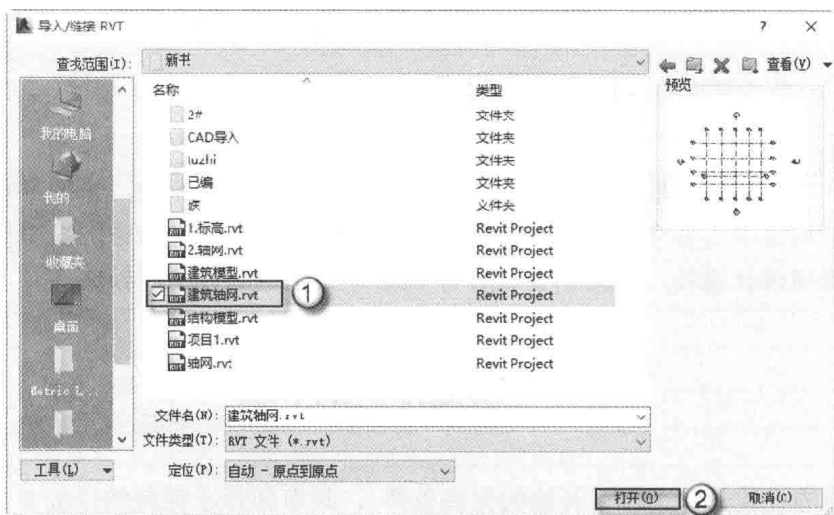 导入/链接 RVT
? ×
查找范围(I): 新书
查看(V)
名称 类型 预览
2# 文件夹
CAD导入 文件夹
tuzhi 文件夹
已编 文件夹
族 文件夹
1.标高.rvt Revit Project
2.轴网.rvt Revit Project
建筑模型.rvt Revit Project
建筑轴网.rvt Revit Project
①
结构模型.rvt Revit Project
项目1.rvt Revit Project
轴网.rvt Revit Project
我的电脑
我的
收藏夹
桌面
Metric L...
文件名(N): 建筑轴网.rvt
文件类型(T): RVT 文件 (*.rvt)
工具(L) 定位(P): 自动 - 原点到原点
打开(O) ② 取消(C)